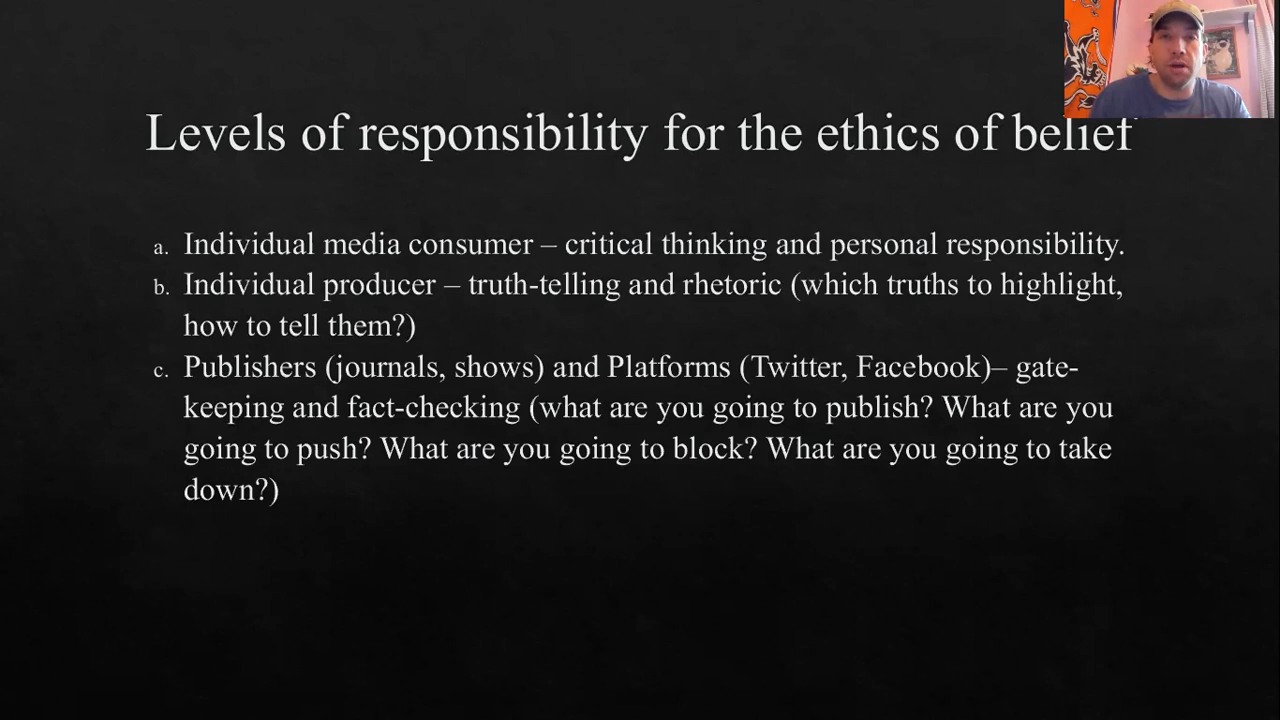 Levels of responsibility for the ethics of belief
a. Individual media consumer – critical thinking and personal responsibility.
b. Individual producer – truth-telling and rhetoric (which truths to highlight,
how to tell them?)
c. Publishers (journals, shows) and Platforms (Twitter, Facebook)– gate-
keeping and fact-checking (what are you going to publish? What are you
going to push? What are you going to block? What are you going to take
down?)